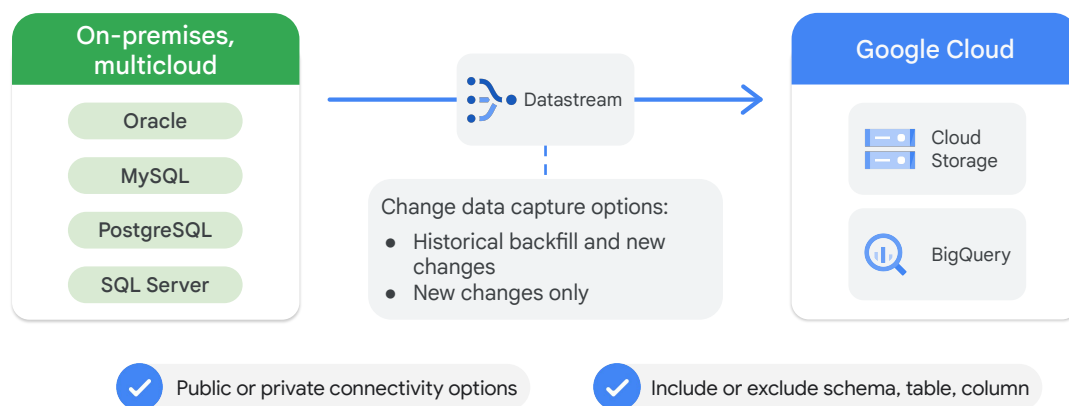 On-premises,
multicloud
Oracle
MySQL
PostgreSQL
SQL Server
Datastream
Change data capture options:
● Historical backfill and new
changes
● New changes only
Google Cloud
Cloud
Storage
BigQuery
Public or private connectivity options
Include or exclude schema, table, column